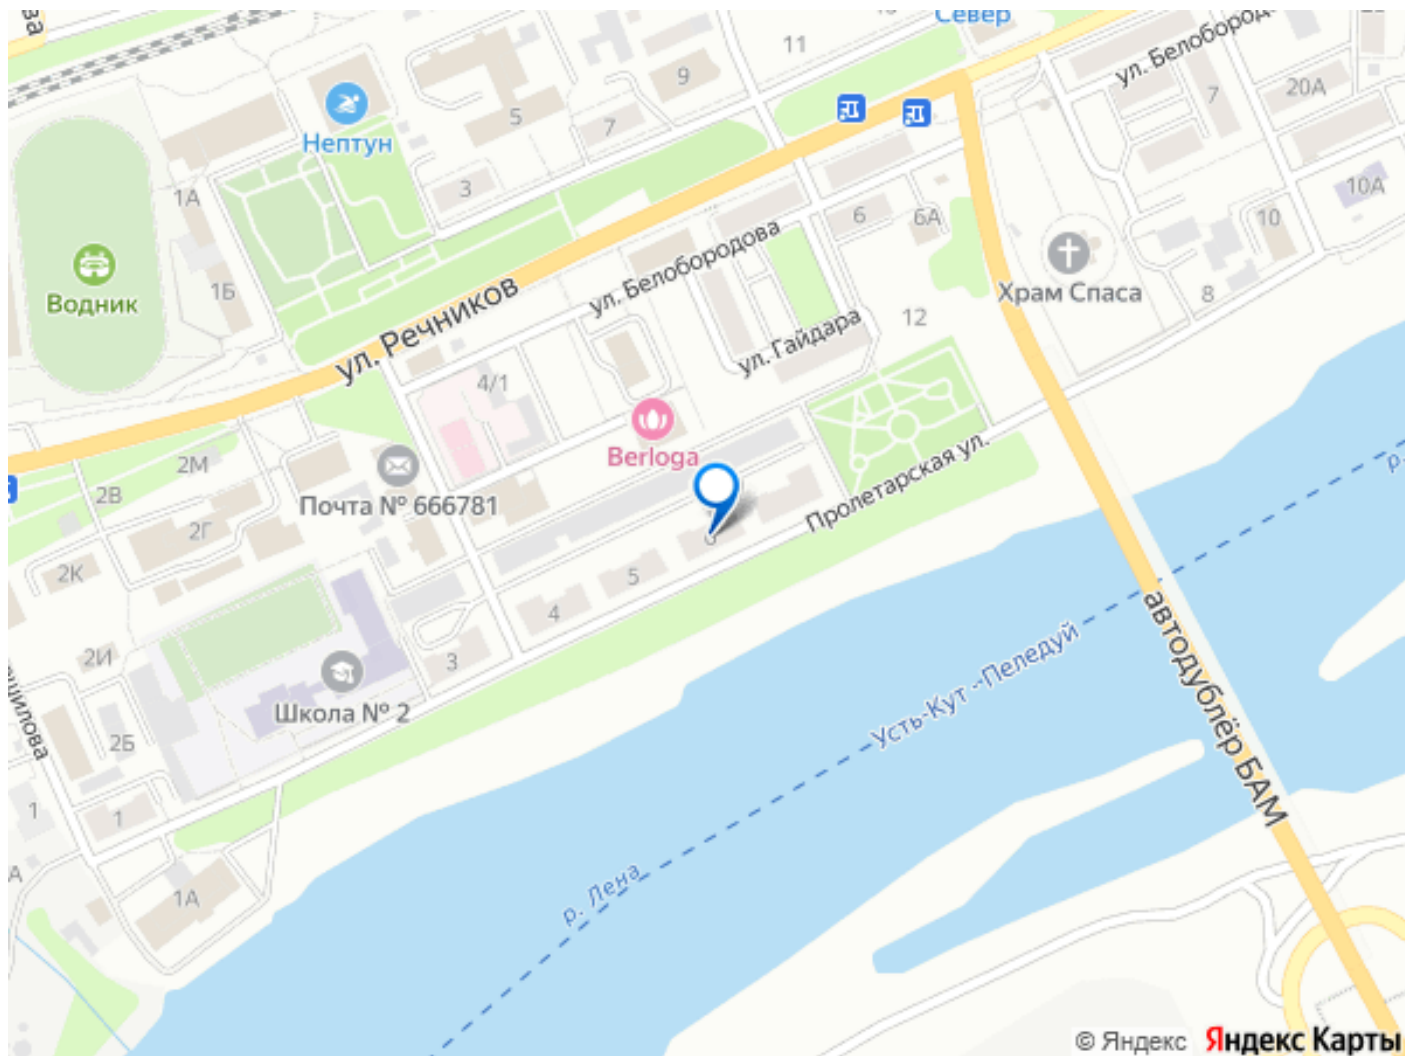 Север
11
ул. Белобородо
9
7
20А
5
7
Нептун
3
1А
10А
6
6А
10
ул. Белобородова
Водник
1Б
Храм Спаса
8
ул. Речников
ул. Гайдара
12
4/1
Berloga
2М
Почта № 666781
2В
Пролетарская ул.
2Г
2К
5
4
автодублёр БАМ
2И
3
Усть-Кут - Пеледуй
Школа № 2
шилова
2Б
1
1
р. Лена
1А
© Яндекс Яндекс Карты